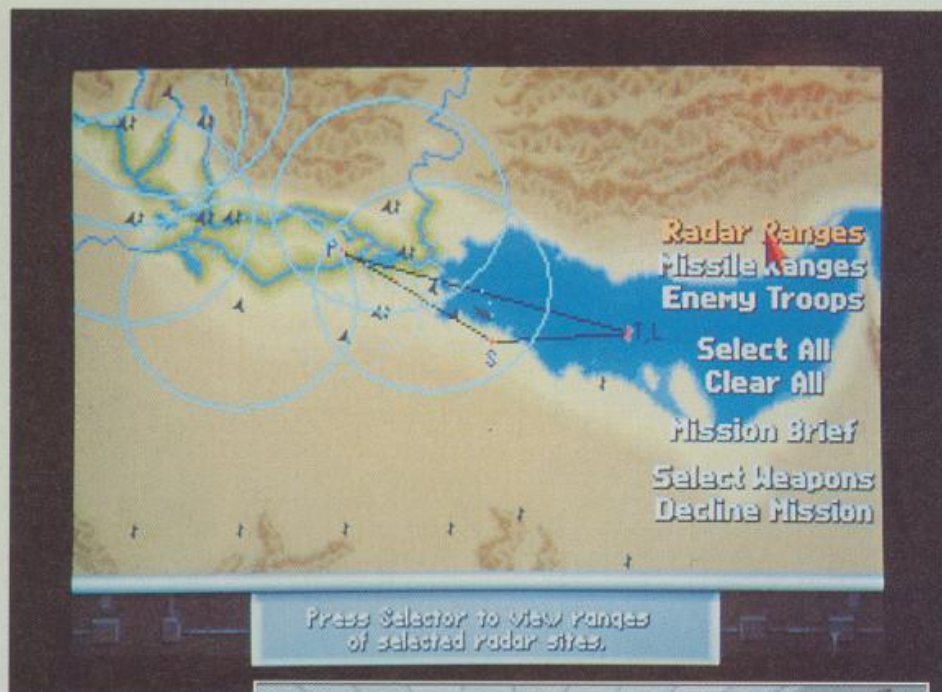 Radar Ranges
Missile Ranges
Enemy Troops
P
T,L
S
Select All
Clear All
Mission Brief
Select Weapons
Decline Mission
Press Selector to view ranges
of selected radar sites.